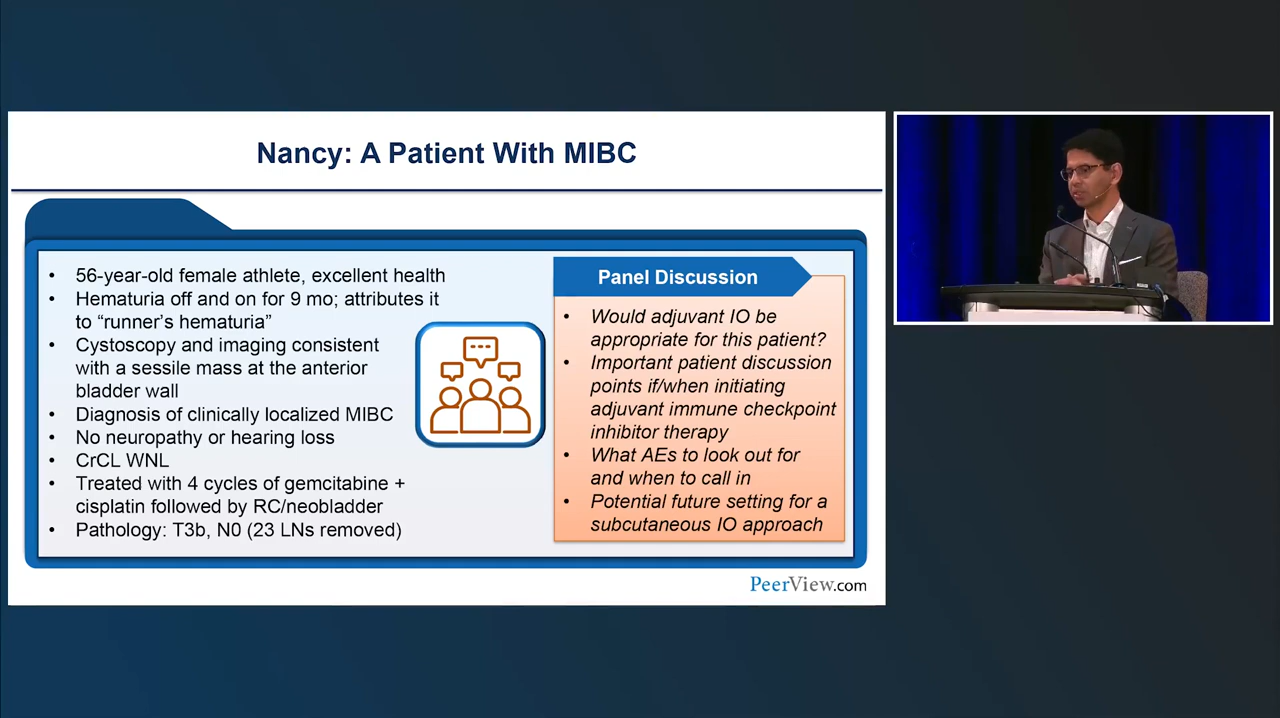 Nancy: A Patient With MIBC
• 56-year-old female athlete, excellent health
• Hematuria off and on for 9 mo; attributes it
to “runner’s hematuria”
• Cystoscopy and imaging consistent
with a sessile mass at the anterior
bladder wall
• Diagnosis of clinically localized MIBC
• No neuropathy or hearing loss
• CrCL WNL
• Treated with 4 cycles of gemcitabine +
cisplatin followed by RC/neobladder
• Pathology: T3b, N0 (23 LNs removed)
Panel Discussion
• Would adjuvant IO be
appropriate for this patient?
• Important patient discussion
points if/when initiating
adjuvant immune checkpoint
inhibitor therapy
• What AEs to look out for
and when to call in
• Potential future setting for a
subcutaneous IO approach
PeerView.com